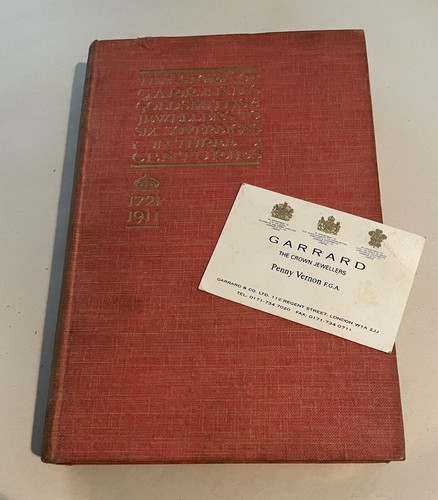 THE HOUSE OF
GARRARDS
GOLDSMITHS &
JEWELLERS TO
SIX SOVEREIGNS
IN THREE
CENTURIES
1721
1911
GARRARD
THE CROWN JEWELLERS
Penny Vernon F.G.A.
GARRARD & CO. LTD. 112 REGENT STREET, LONDON W1A 2JJ
TEL: 0171-734 7020 FAX: 0171-734 0711